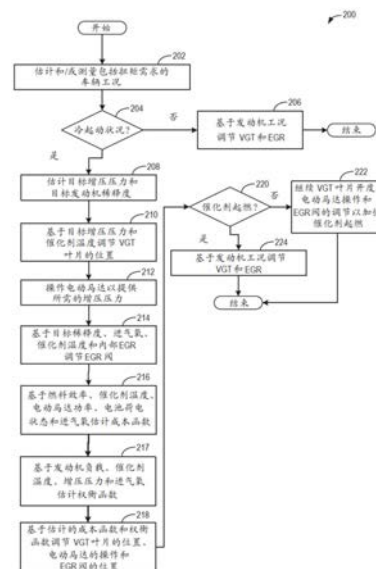 200
开始
202
估计和/或测量包括扭矩需求的
车辆工况
204
冷起动状况?
否
是
206
基于发动机工况
调节 VGT 和 EGR
结束
208
估计目标增压压力和
目标发动机稀释度
210
基于目标增压压力和
催化剂温度调节 VGT
叶片的位置
212
操作电动马达以提供
所需的增压压力
214
基于目标稀释度、进气氧、
催化剂温度和内部 EGR
调节 EGR 阀
216
基于燃料效率、催化剂温度、
电动马达功率、电池荷电
状态和进气氧估计成本函数
217
基于发动机负载、催化剂
温度、增压压力和进气氧
估计权衡函数
218
基于估计的成本函数和权衡
函数调节 VGT 叶片的位置、
电动马达的操作和
EGR 阀的位置
220
催化剂起燃?
否
是
222
继续 VGT 叶片开度、
电动马达操作和
EGR 阀的调节以加快
催化剂起燃
224
基于发动机工况调节
VGT 和 EGR
结束